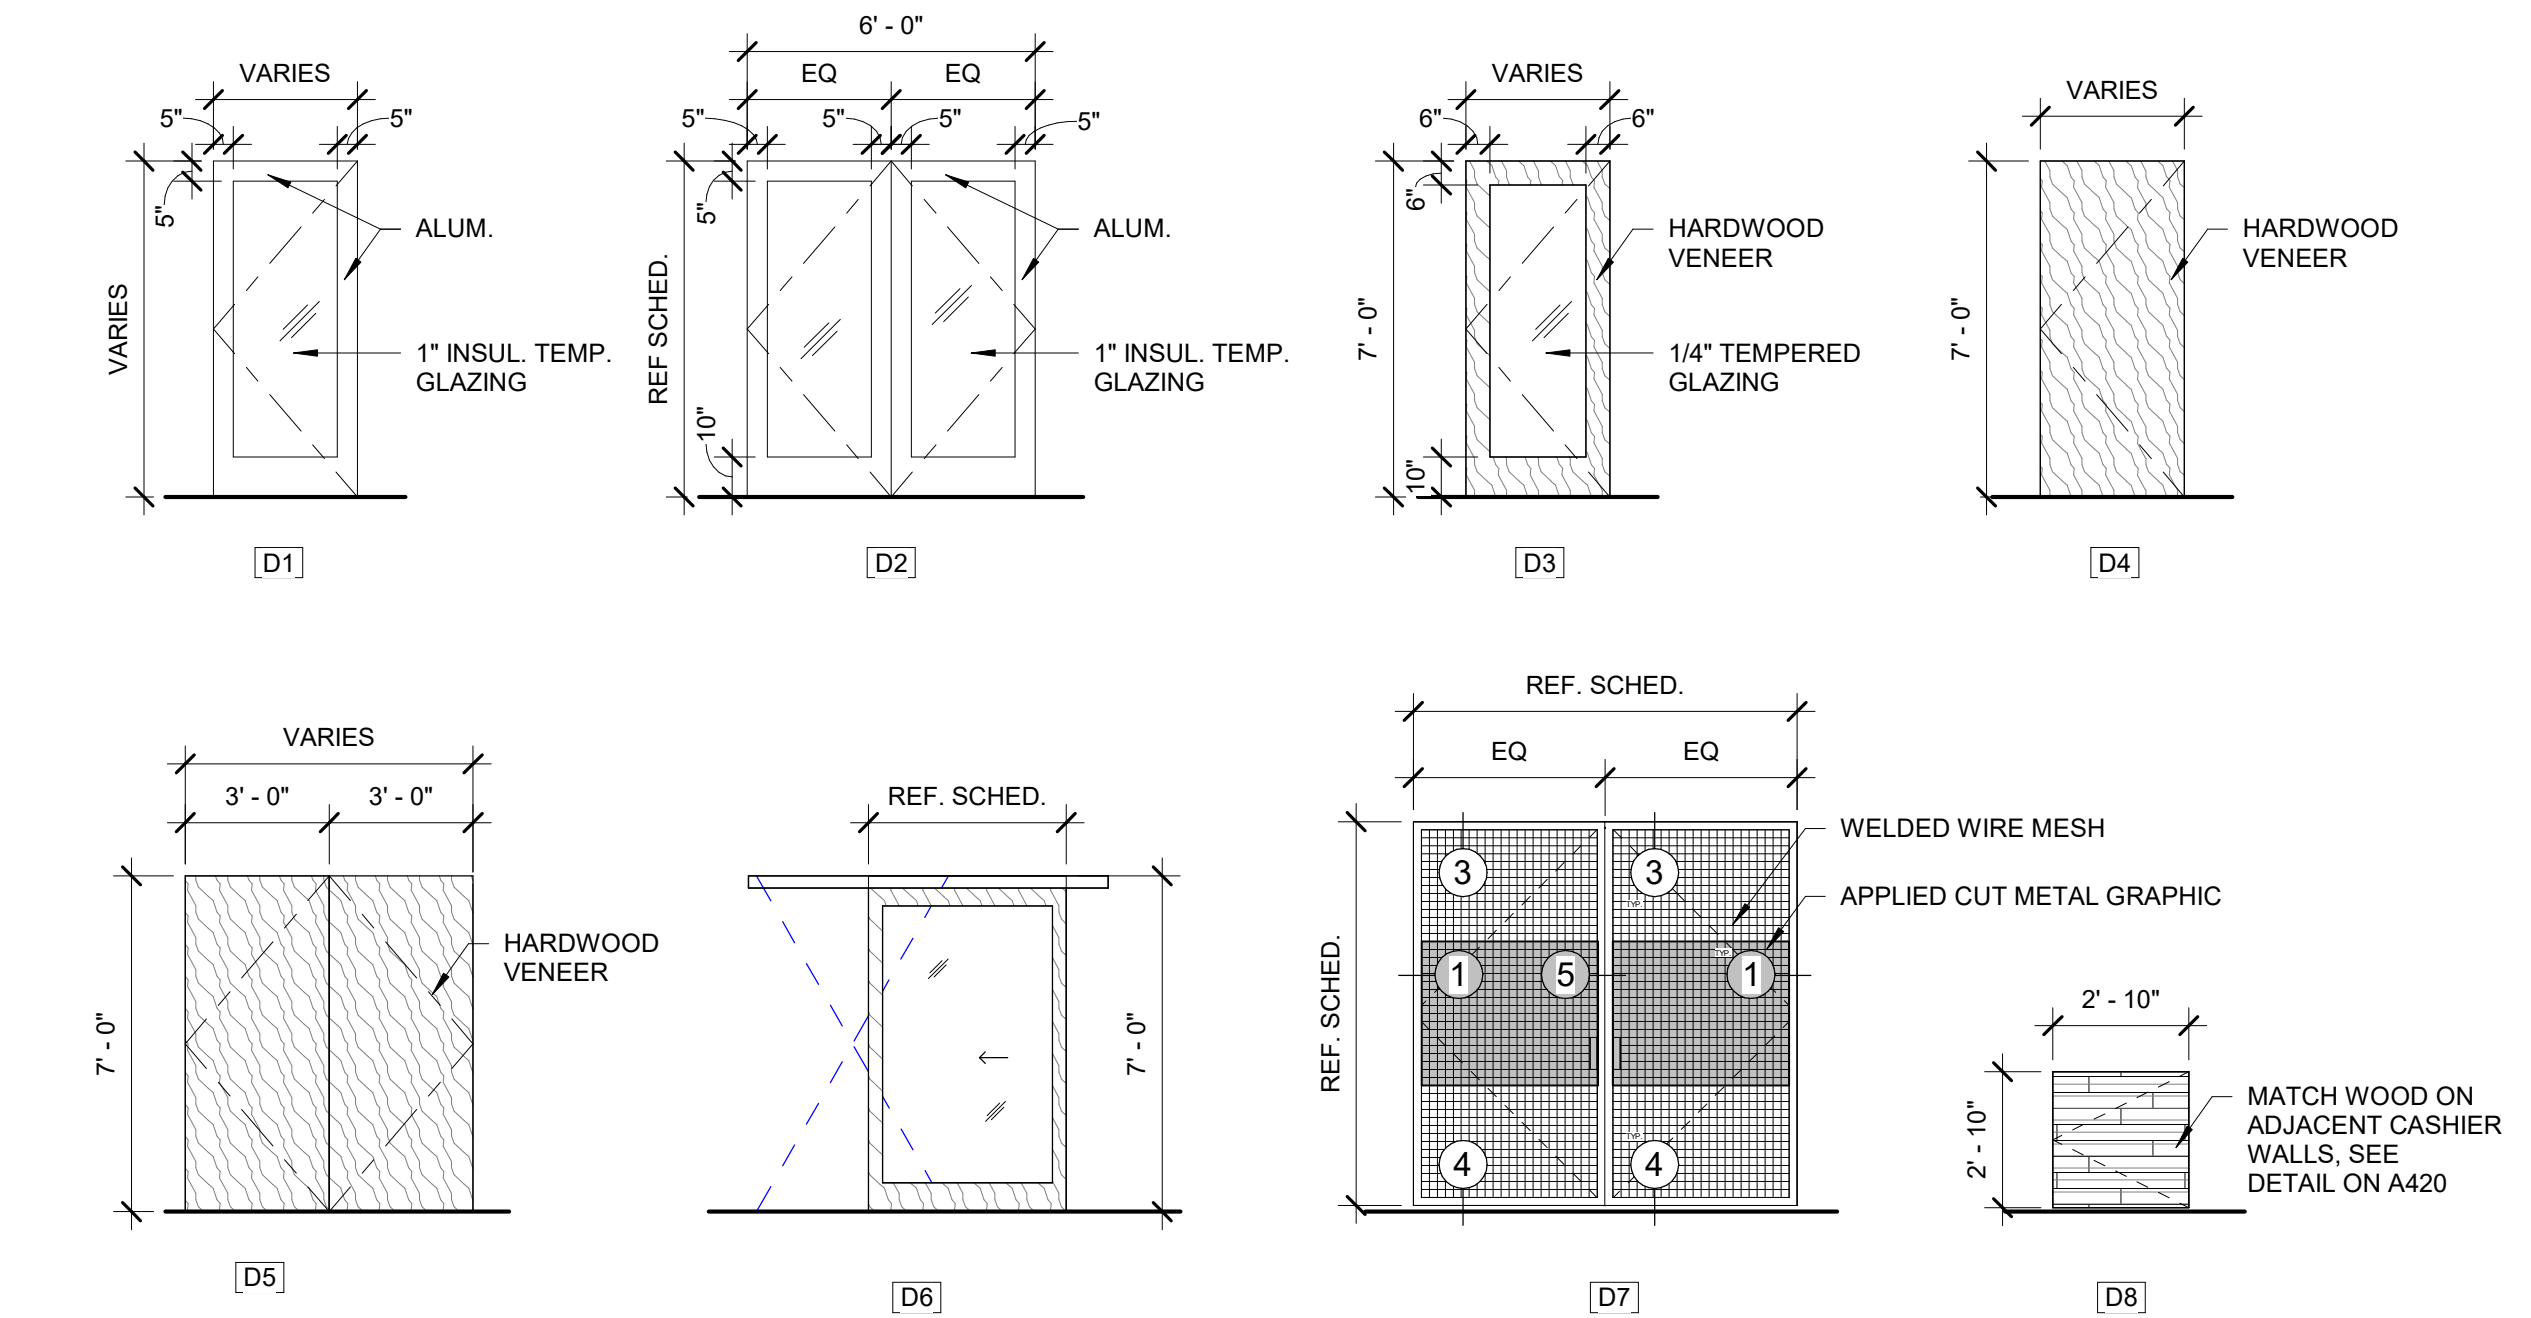 VARIES
5"
5"
5"
VARIES
ALUM.
1" INSUL. TEMP.
GLAZING
D1
6' - 0"
EQ
EQ
5"
5"
5"
5"
5"
REF SCHED.
10"
ALUM.
1" INSUL. TEMP.
GLAZING
D2
VARIES
6"
6"
6"
7' - 0"
10"
HARDWOOD
VENEER
1/4" TEMPERED
GLAZING
D3
VARIES
7' - 0"
HARDWOOD
VENEER
D4
VARIES
3' - 0"
3' - 0"
7' - 0"
HARDWOOD
VENEER
D5
REF. SCHED.
7' - 0"
D6
REF. SCHED.
EQ
EQ
REF. SCHED.
3
3
TYP.
WELDED WIRE MESH
APPLIED CUT METAL GRAPHIC
TYP.
1
5
1
TYP.
4
4
D7
2' - 10"
2' - 10"
MATCH WOOD ON
ADJACENT CASHIER
WALLS, SEE
DETAIL ON A420
D8